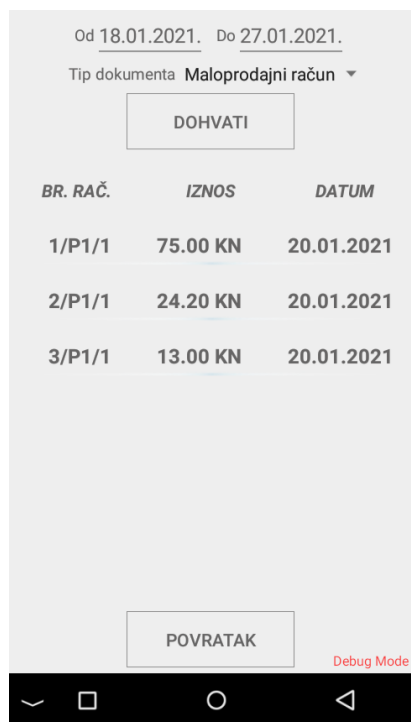 Od 18.01.2021. Do 27.01.2021.
Tip dokumenta Maloprodajni račun
DOHVATI
BR. RAČ. IZNOS DATUM
1/P1/1 75.00 KN 20.01.2021
2/P1/1 24.20 KN 20.01.2021
3/P1/1 13.00 KN 20.01.2021
POVRATAK
Debug Mode